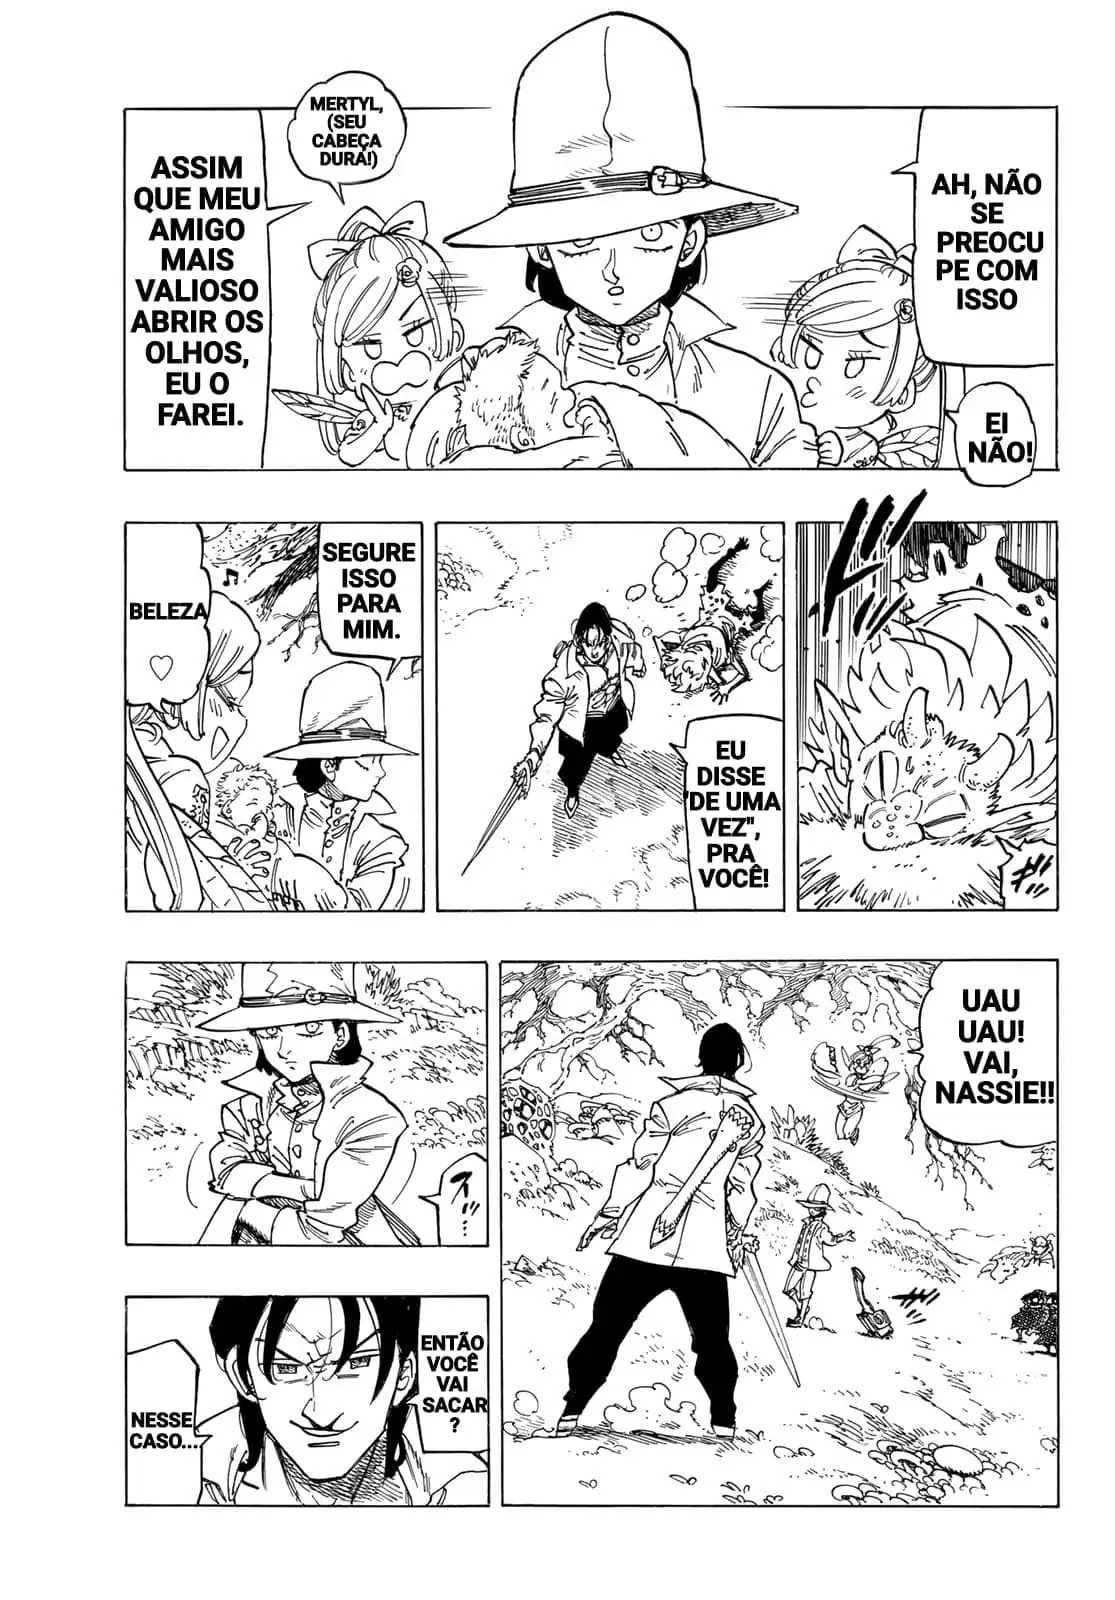 AH, NÃO
SE
PREOCU
PE COM
ISSO
EI
NÃO!
MERTYL,
(SEU
CABEÇA
DURA!)
ASSIM
QUE MEU
AMIGO
MAIS
VALIOSO
ABRIR OS
OLHOS,
EU O
FAREI.
EU
DISSE
"DE UMA
VEZ",
PRA
VOCÊ!
SEGURE
ISSO
PARA
MIM.
BELEZA
♡
UAU
UAU!
VAI,
NASSIE!!
ENTÃO
VOCÊ
VAI
SACAR
?
NESSE
CASO...